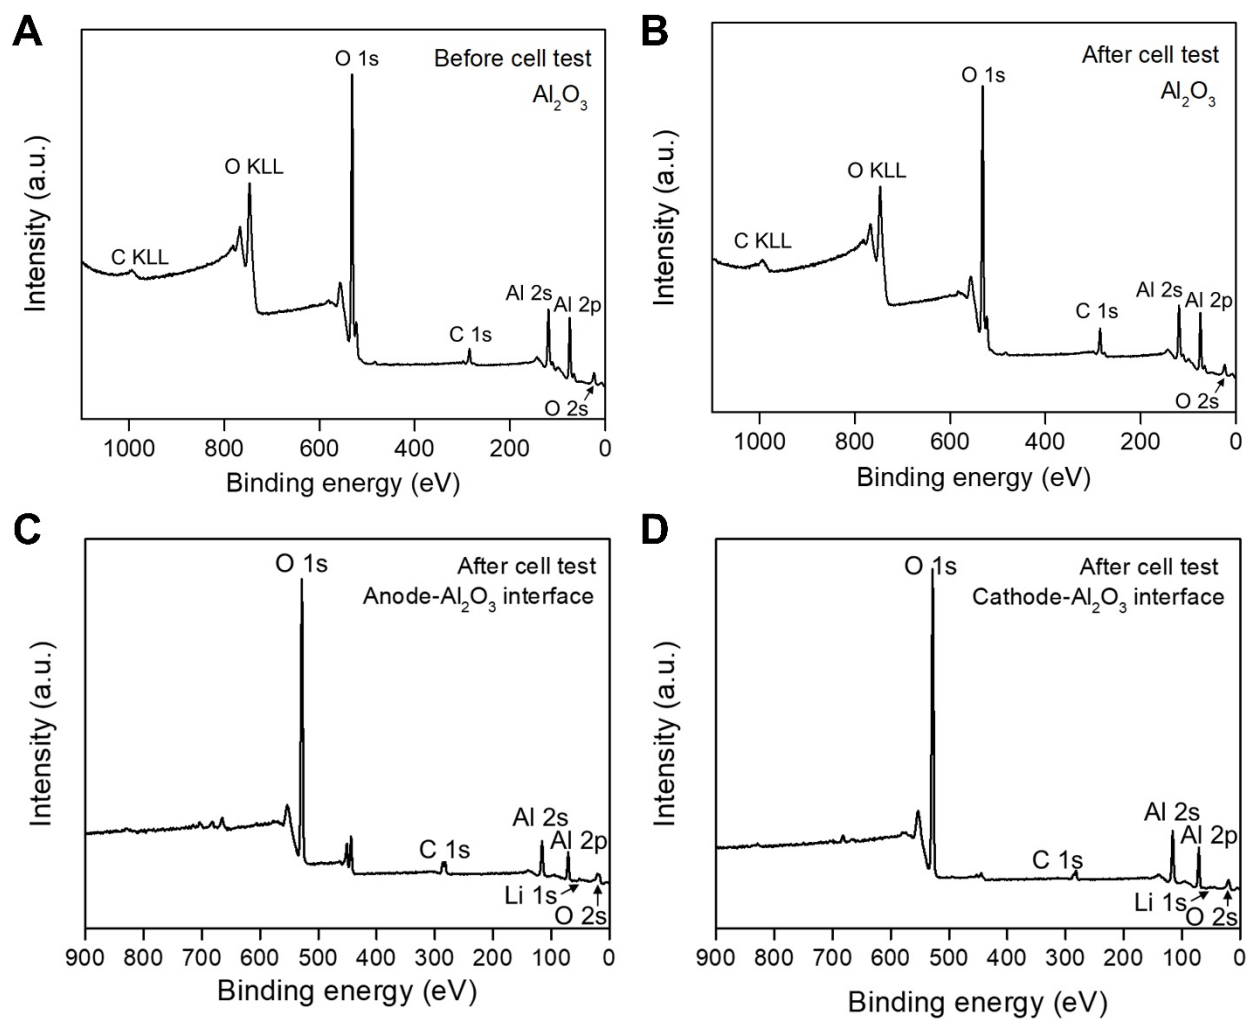 A
Before cell test
Al₂O₃
O 1s
O KLL
C KLL
C 1s
Al 2s
Al 2p
O 2s
Intensity (a.u.)
1000 800 600 400 200 0
Binding energy (eV)
B
After cell test
Al₂O₃
O 1s
O KLL
C KLL
C 1s
Al 2s
Al 2p
O 2s
Intensity (a.u.)
1000 800 600 400 200 0
Binding energy (eV)
C
After cell test
Anode-Al₂O₃ interface
O 1s
C 1s
Al 2s
Al 2p
Li 1s
O 2s
Intensity (a.u.)
900 800 700 600 500 400 300 200 100 0
Binding energy (eV)
D
After cell test
Cathode-Al₂O₃ interface
O 1s
C 1s
Al 2s
Al 2p
Li 1s
O 2s
Intensity (a.u.)
900 800 700 600 500 400 300 200 100 0
Binding energy (eV)